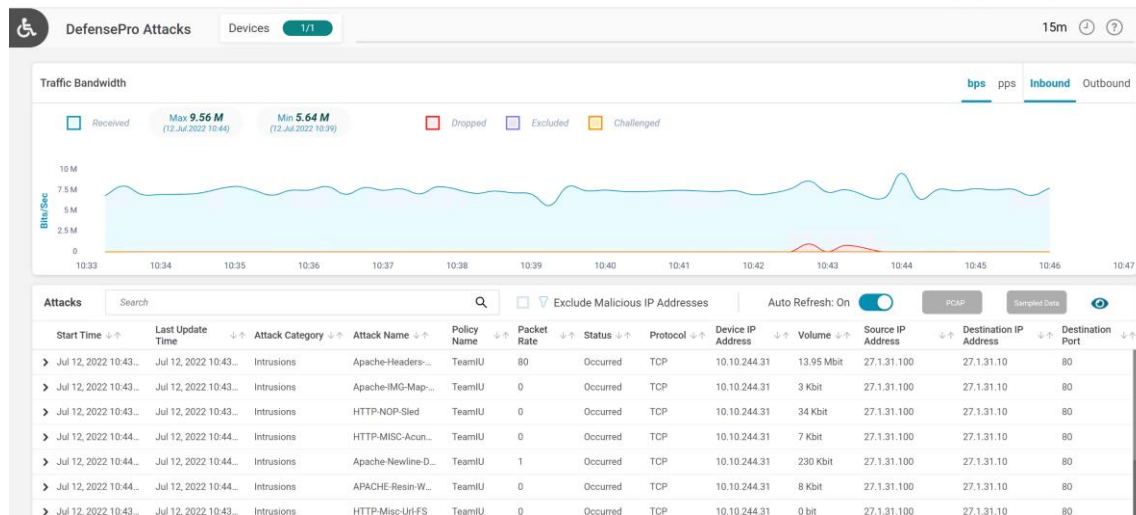 DefensePro Attacks Devices 1/1 15m
Traffic Bandwidth bps pps Inbound Outbound
Received Max 9.56 M (12.Jul.2022 10:44) Min 5.64 M (12.Jul.2022 10:39) Dropped Excluded Challenged
10 M
7.5 M
5 M
2.5 M
0
Bits/Sec
10:33 10:34 10:35 10:36 10:37 10:38 10:39 10:40 10:41 10:42 10:43 10:44 10:45 10:46 10:47
Attacks Search Exclude Malicious IP Addresses Auto Refresh: On PCAP Sampled Data
Start Time Last Update Time Attack Category Attack Name Policy Name Packet Rate Status Protocol Device IP Address Volume Source IP Address Destination IP Address Destination Port
Jul 12, 2022 10:43... Jul 12, 2022 10:43... Intrusions Apache-Headers-... TeamIU 80 Occurred TCP 10.10.244.31 13.95 Mbit 27.1.31.100 27.1.31.10 80
Jul 12, 2022 10:43... Jul 12, 2022 10:43... Intrusions Apache-IMG-Map-... TeamIU 0 Occurred TCP 10.10.244.31 3 Kbit 27.1.31.100 27.1.31.10 80
Jul 12, 2022 10:43... Jul 12, 2022 10:43... Intrusions HTTP-NOP-Sled TeamIU 0 Occurred TCP 10.10.244.31 34 Kbit 27.1.31.100 27.1.31.10 80
Jul 12, 2022 10:44... Jul 12, 2022 10:44... Intrusions HTTP-MISC-Acun... TeamIU 0 Occurred TCP 10.10.244.31 7 Kbit 27.1.31.100 27.1.31.10 80
Jul 12, 2022 10:44... Jul 12, 2022 10:44... Intrusions Apache-Newline-D... TeamIU 1 Occurred TCP 10.10.244.31 230 Kbit 27.1.31.100 27.1.31.10 80
Jul 12, 2022 10:44... Jul 12, 2022 10:44... Intrusions APACHE-Resin-W... TeamIU 0 Occurred TCP 10.10.244.31 8 Kbit 27.1.31.100 27.1.31.10 80
Jul 12, 2022 10:43... Jul 12, 2022 10:43... Intrusions HTTP-Misc-Url-FS TeamIU 0 Occurred TCP 10.10.244.31 0 bit 27.1.31.100 27.1.31.10 80